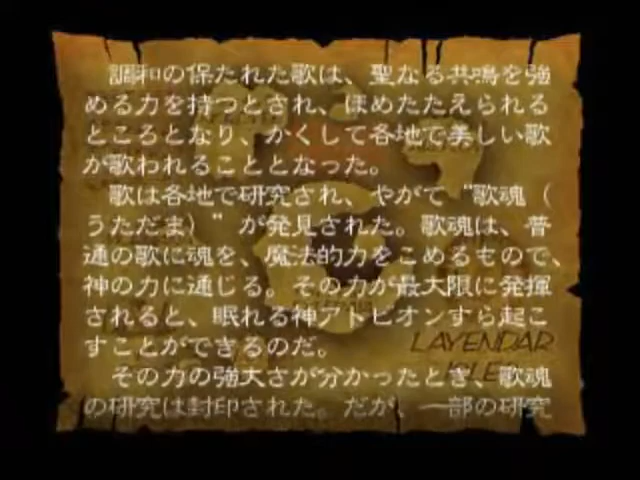 調和の保たれた歌は、聖なる共鳴を強
める力を持つとされ、ほめたたえられる
ところとなり、かくして各地で美しい歌
が歌われることとなった。
歌は各地で研究され、やがて“歌魂（
うただま）”が発見された。歌魂は、普
通の歌に魂を、魔法的力をこめるもので、
神の力に通じる。その力が最大限に発揮
されると、眠れる神アトピオンすら起こ
すことができるのだ。
その力の強大さが分かったとき、歌魂
の研究は封印された。だが、一部の研究
LAYENDAR
ISLE